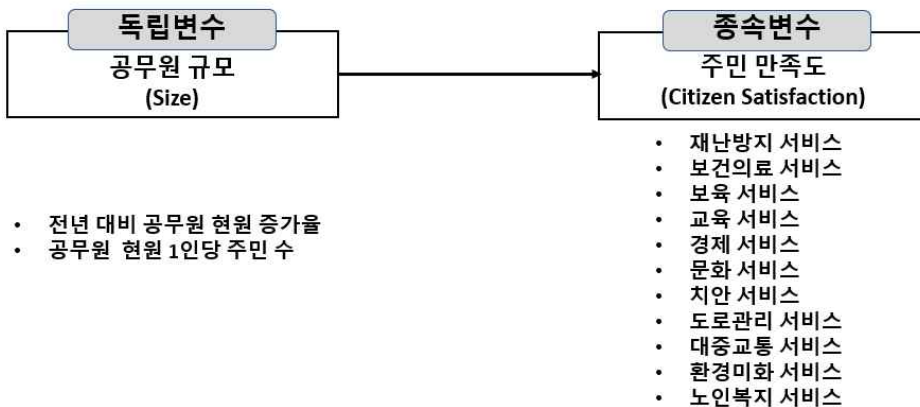 독립변수
공무원 규모
(Size)
• 전년 대비 공무원 현원 증가율
• 공무원 현원 1인당 주민 수
종속변수
주민 만족도
(Citizen Satisfaction)
• 재난방지 서비스
• 보건의료 서비스
• 보육 서비스
• 교육 서비스
• 경제 서비스
• 문화 서비스
• 치안 서비스
• 도로관리 서비스
• 대중교통 서비스
• 환경미화 서비스
• 노인복지 서비스